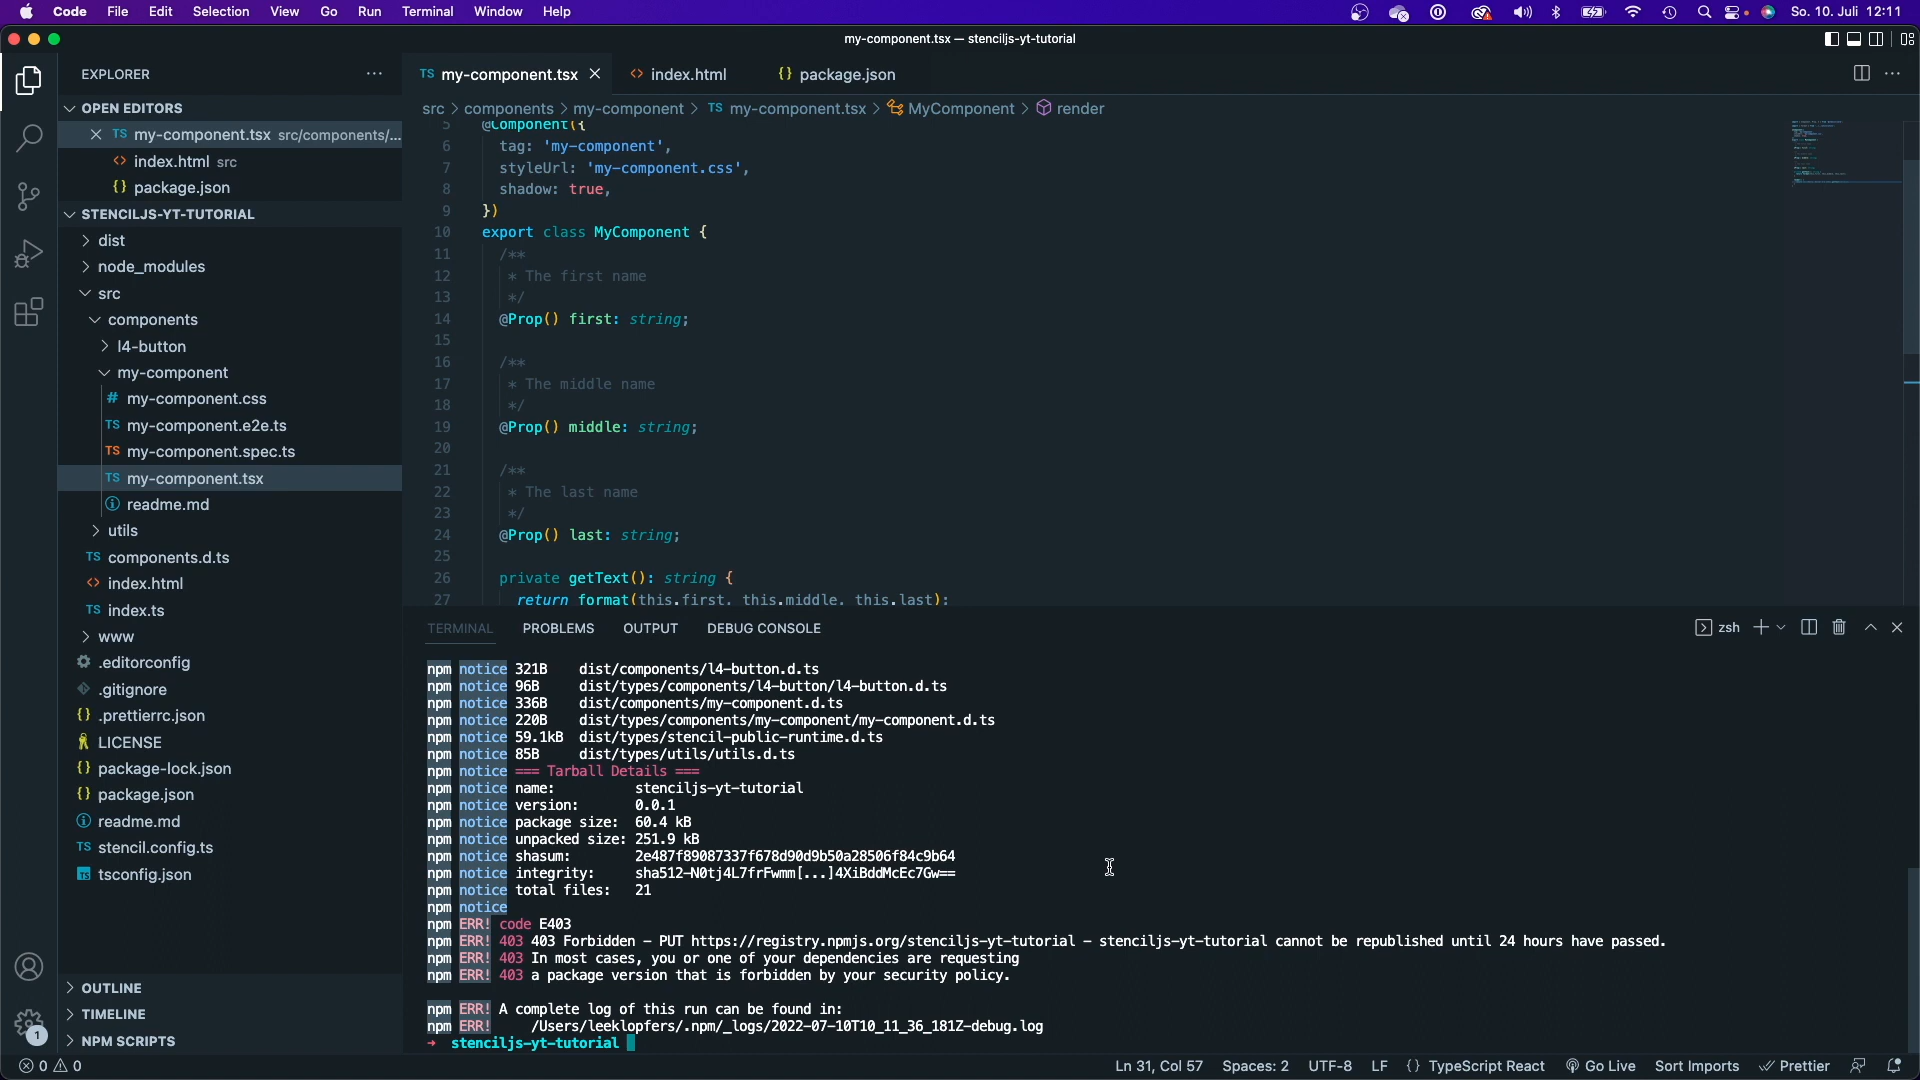 Code File Edit Selection View Go Run Terminal Window Help So. 10. Juli 12:11
my-component.tsx — stenciljs-yt-tutorial
EXPLORER
TS my-component.tsx
<> index.html
{} package.json
OPEN EDITORS
TS my-component.tsx src/components/...
<> index.html src
{} package.json
STENCILJS-YT-TUTORIAL
dist
node_modules
src
components
l4-button
my-component
# my-component.css
TS my-component.e2e.ts
TS my-component.spec.ts
TS my-component.tsx
readme.md
utils
TS components.d.ts
<> index.html
TS index.ts
www
.editorconfig
.gitignore
{} .prettierrc.json
LICENSE
{} package-lock.json
{} package.json
readme.md
TS stencil.config.ts
tsconfig.json
OUTLINE
TIMELINE
NPM SCRIPTS
1
src > components > my-component > TS my-component.tsx > MyComponent > render
5 @Component({
6 tag: 'my-component',
7 styleUrl: 'my-component.css',
8 shadow: true,
9 })
10 export class MyComponent {
11 /**
12 * The first name
13 */
14 @Prop() first: string;
15
16 /**
17 * The middle name
18 */
19 @Prop() middle: string;
20
21 /**
22 * The last name
23 */
24 @Prop() last: string;
25
26 private getText(): string {
27 return format(this.first, this.middle, this.last);
TERMINAL PROBLEMS OUTPUT DEBUG CONSOLE zsh
npm notice 321B dist/components/l4-button.d.ts
npm notice 96B dist/types/components/l4-button/l4-button.d.ts
npm notice 336B dist/components/my-component.d.ts
npm notice 220B dist/types/components/my-component/my-component.d.ts
npm notice 59.1kB dist/types/stencil-public-runtime.d.ts
npm notice 85B dist/types/utils/utils.d.ts
npm notice === Tarball Details ===
npm notice name: stenciljs-yt-tutorial
npm notice version: 0.0.1
npm notice package size: 60.4 kB
npm notice unpacked size: 251.9 kB
npm notice shasum: 2e487f89087337f678d90d9b50a28506f84c9b64
npm notice integrity: sha512-N0tj4L7frFwmm[...]4XiBddMcEc7Gw==
npm notice total files: 21
npm notice
npm ERR! code E403
npm ERR! 403 403 Forbidden - PUT https://registry.npmjs.org/stenciljs-yt-tutorial - stenciljs-yt-tutorial cannot be republished until 24 hours have passed.
npm ERR! 403 In most cases, you or one of your dependencies are requesting
npm ERR! 403 a package version that is forbidden by your security policy.
npm ERR! A complete log of this run can be found in:
npm ERR! /Users/leeklopfers/.npm/_logs/2022-07-10T10_11_36_181Z-debug.log
→ stenciljs-yt-tutorial
0 0 Ln 31, Col 57 Spaces: 2 UTF-8 LF {} TypeScript React Go Live Sort Imports Prettier